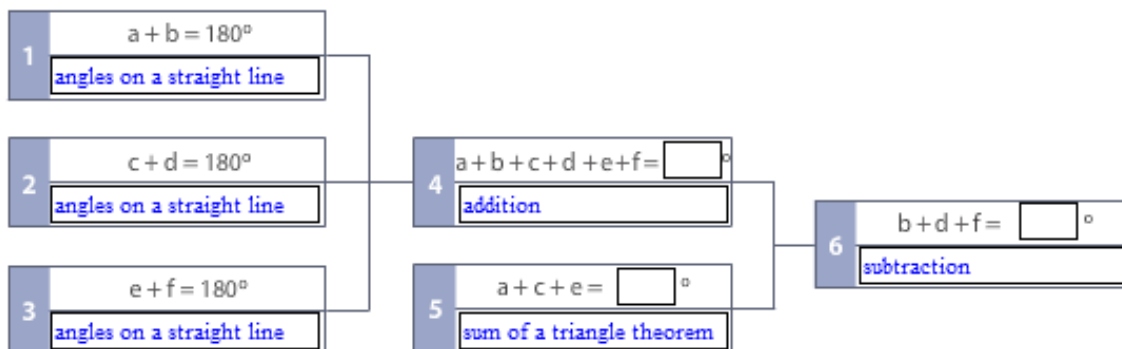 1
a + b = 180°
angles on a straight line
2
c + d = 180°
angles on a straight line
3
e + f = 180°
angles on a straight line
4
a + b + c + d + e + f = °
addition
5
a + c + e = °
sum of a triangle theorem
6
b + d + f = °
subtraction